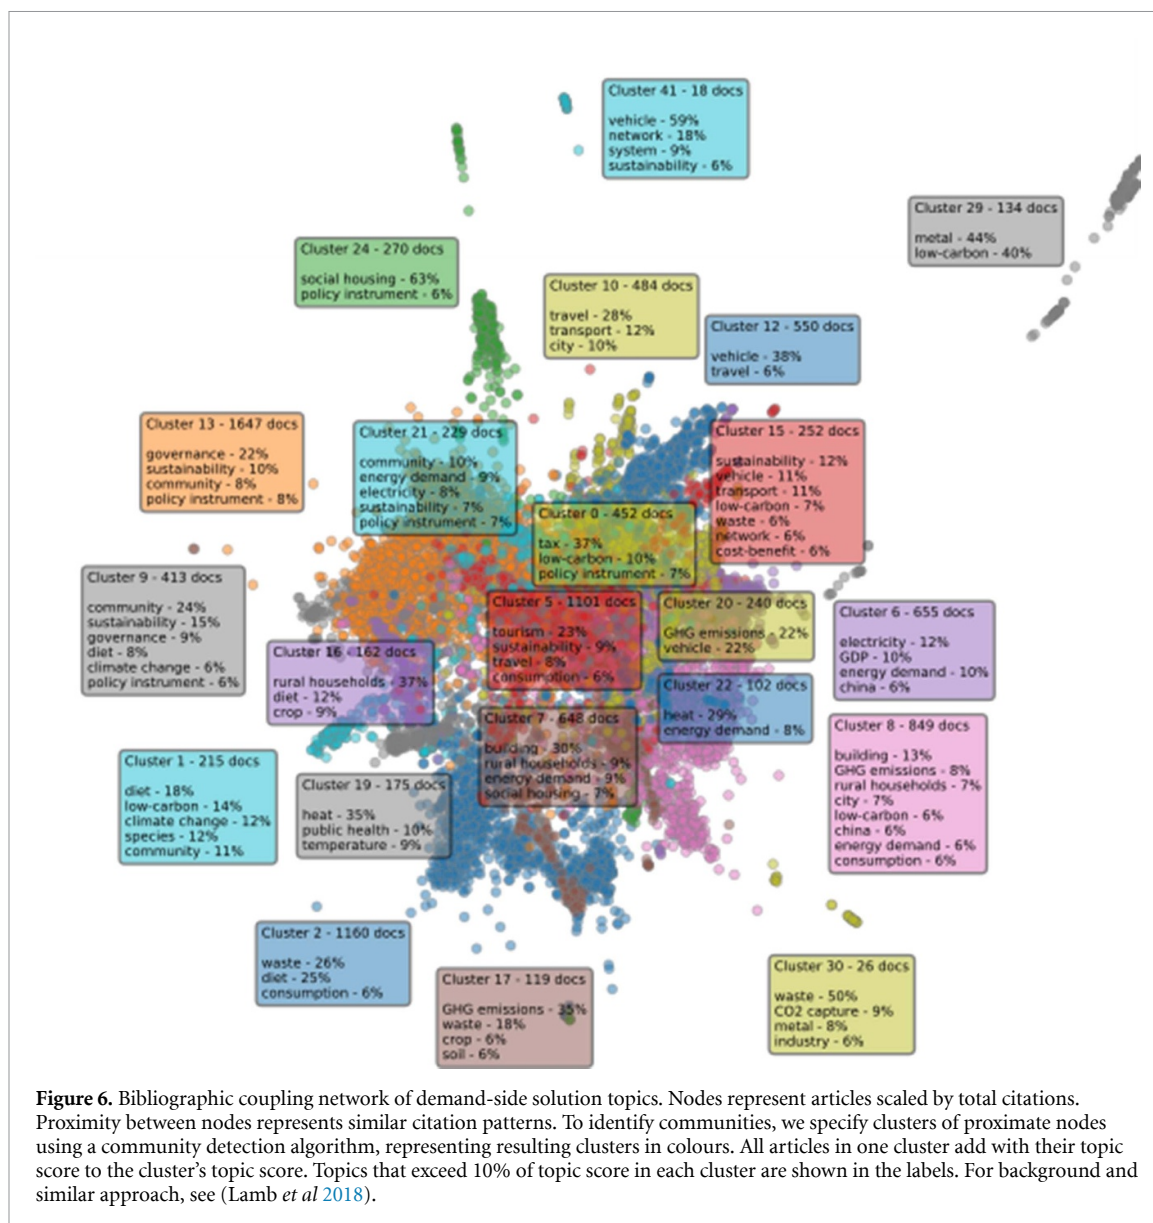 Cluster 41 - 18 docs
vehicle - 59%
network - 18%
system - 9%
sustainability - 6%
Cluster 29 - 134 docs
metal - 44%
low-carbon - 40%
Cluster 24 - 270 docs
social housing - 63%
policy instrument - 6%
Cluster 10 - 484 docs
travel - 28%
transport - 12%
city - 10%
Cluster 12 - 550 docs
vehicle - 38%
travel - 6%
Cluster 13 - 1647 docs
governance - 22%
sustainability - 10%
community - 8%
policy instrument - 8%
Cluster 21 - 229 docs
community - 10%
energy demand - 9%
electricity - 8%
sustainability - 7%
policy instrument - 7%
Cluster 15 - 252 docs
sustainability - 12%
vehicle - 11%
transport - 11%
low-carbon - 7%
waste - 6%
network - 6%
cost-benefit - 6%
Cluster 0 - 452 docs
tax - 37%
low-carbon - 10%
policy instrument - 7%
Cluster 9 - 413 docs
community - 24%
sustainability - 15%
governance - 9%
diet - 8%
climate change - 6%
policy instrument - 6%
Cluster 5 - 1101 docs
tourism - 23%
sustainability - 9%
travel - 8%
consumption - 6%
Cluster 20 - 240 docs
GHG emissions - 22%
vehicle - 22%
Cluster 6 - 655 docs
electricity - 12%
GDP - 10%
energy demand - 10%
china - 6%
Cluster 16 - 162 docs
rural households - 37%
diet - 12%
crop - 9%
Cluster 22 - 102 docs
heat - 29%
energy demand - 8%
Cluster 7 - 648 docs
building - 30%
rural households - 9%
energy demand - 9%
social housing - 7%
Cluster 8 - 849 docs
building - 13%
GHG emissions - 8%
rural households - 7%
city - 7%
low-carbon - 6%
china - 6%
energy demand - 6%
consumption - 6%
Cluster 1 - 215 docs
diet - 18%
low-carbon - 14%
climate change - 12%
species - 12%
community - 11%
Cluster 19 - 175 docs
heat - 35%
public health - 10%
temperature - 9%
Cluster 2 - 1160 docs
waste - 26%
diet - 25%
consumption - 6%
Cluster 17 - 119 docs
GHG emissions - 35%
waste - 18%
crop - 6%
soil - 6%
Cluster 30 - 26 docs
waste - 50%
CO2 capture - 9%
metal - 8%
industry - 6%
Figure 6. Bibliographic coupling network of demand-side solution topics. Nodes represent articles scaled by total citations.
Proximity between nodes represents similar citation patterns. To identify communities, we specify clusters of proximate nodes
using a community detection algorithm, representing resulting clusters in colours. All articles in one cluster add with their topic
score to the cluster's topic score. Topics that exceed 10% of topic score in each cluster are shown in the labels. For background and
similar approach, see (Lamb et al 2018).